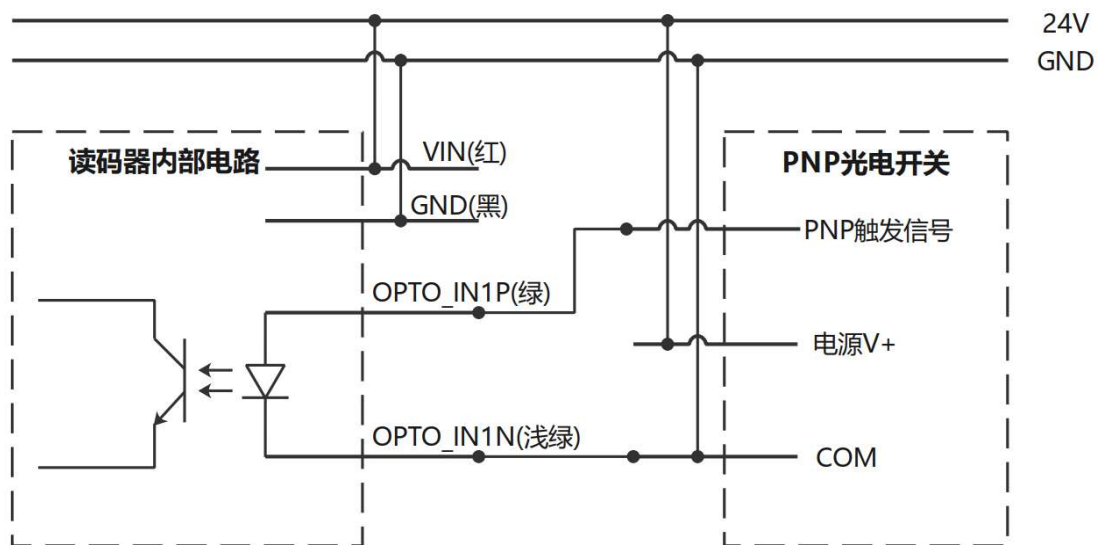 24V
GND
读码器内部电路
VIN(红)
PNP光电开关
GND(黑)
PNP触发信号
OPTO_IN1P(绿)
电源V+
OPTO_IN1N(浅绿)
COM